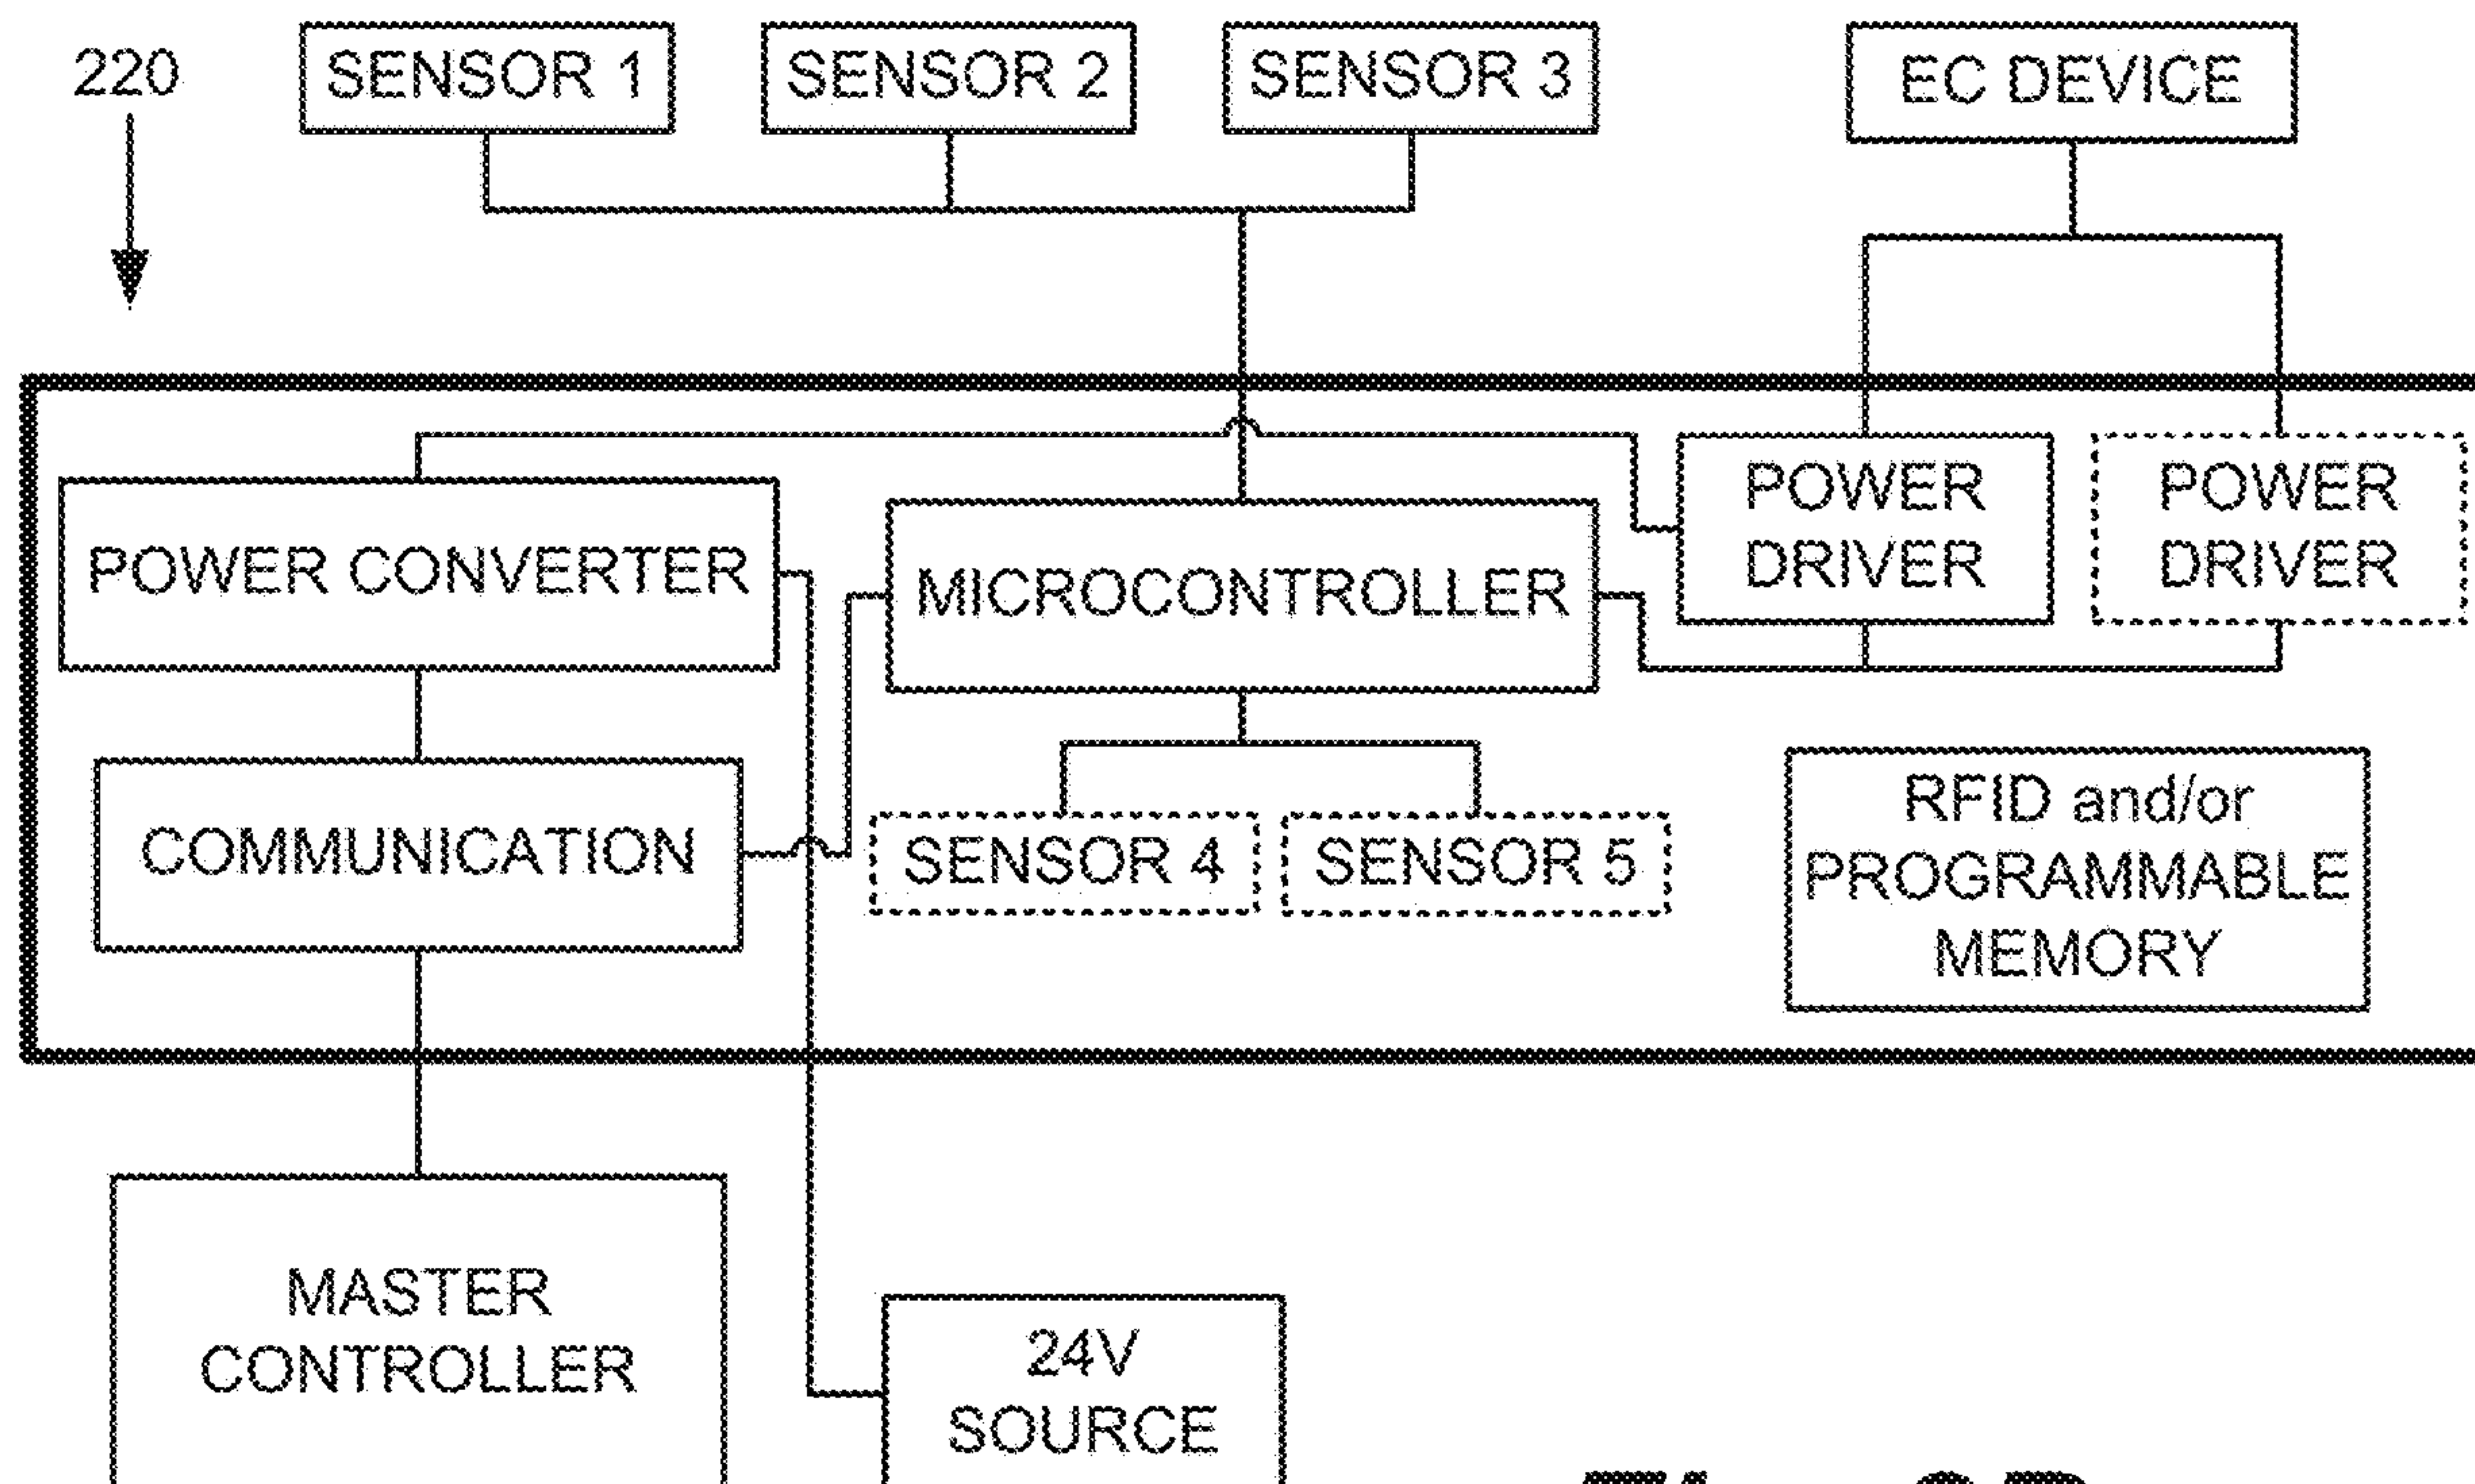 220
SENSOR 1
SENSOR 2
SENSOR 3
EC DEVICE
POWER CONVERTER
MICROCONTROLLER
POWER
DRIVER
POWER
DRIVER
COMMUNICATION
SENSOR 4
SENSOR 5
RFID and/or
PROGRAMMABLE
MEMORY
MASTER
CONTROLLER
24V
SOURCE